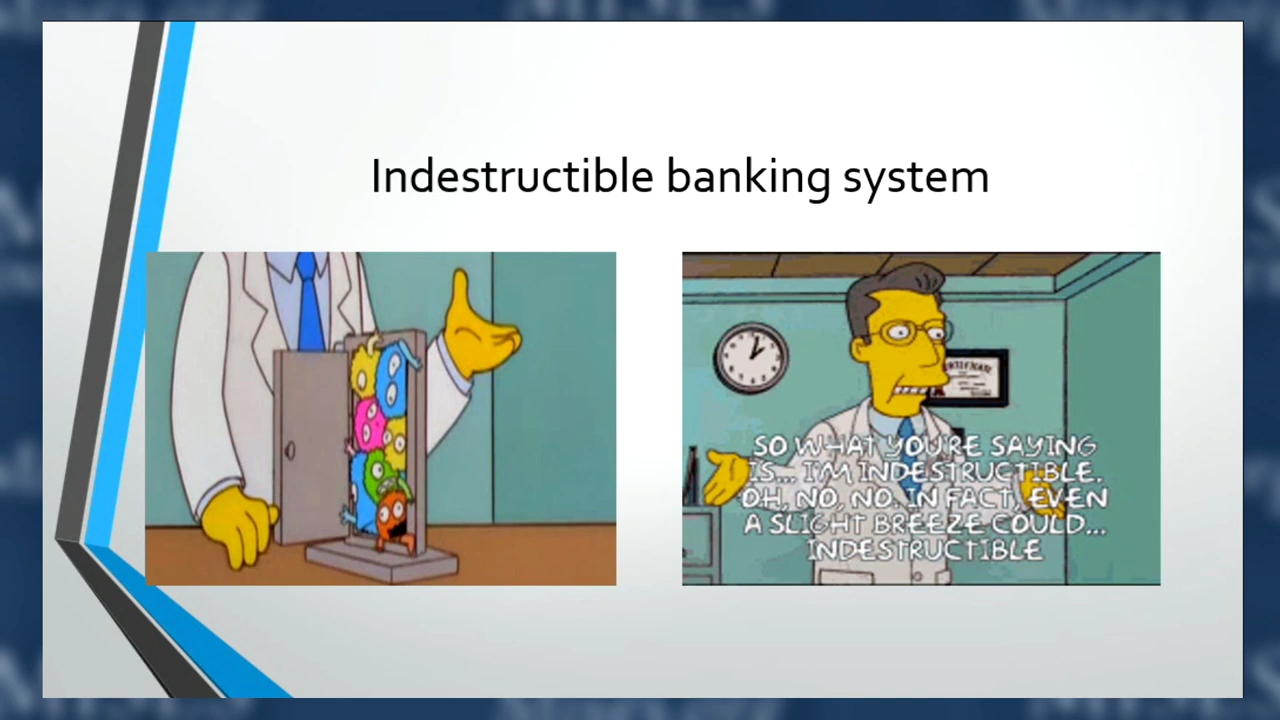 Indestructible banking system
CERTIFICATE
SO WHAT YOU'RE SAYING
IS... I'M INDESTRUCTIBLE.
OH, NO, NO. IN FACT, EVEN
A SLIGHT BREEZE COULD...
INDESTRUCTIBLE